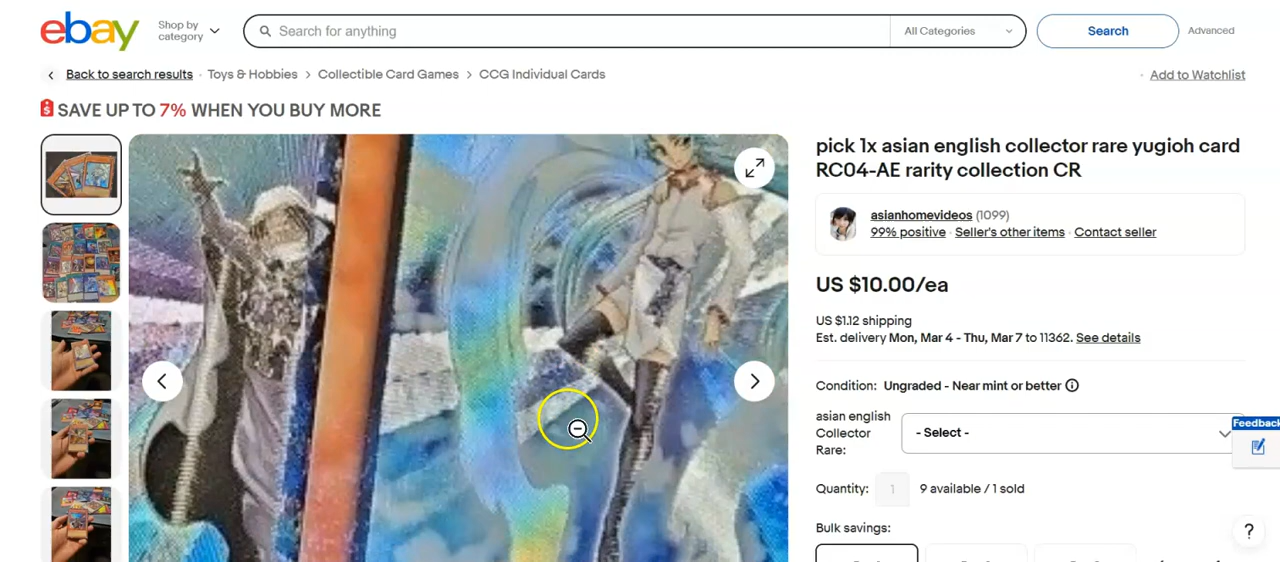 ebay
Shop by
category
Search for anything
All Categories
Search
Advanced
Back to search results · Toys & Hobbies > Collectible Card Games > CCG Individual Cards
· Add to Watchlist
SAVE UP TO 7% WHEN YOU BUY MORE
pick 1x asian english collector rare yugioh card
RC04-AE rarity collection CR
asianhomevideos (1099)
99% positive · Seller's other items · Contact seller
US $10.00/ea
US $1.12 shipping
Est. delivery Mon, Mar 4 - Thu, Mar 7 to 11362. See details
Condition: Ungraded - Near mint or better
asian english
Collector
Rare:
- Select -
Feedback
Quantity: 1 9 available / 1 sold
Bulk savings:
?